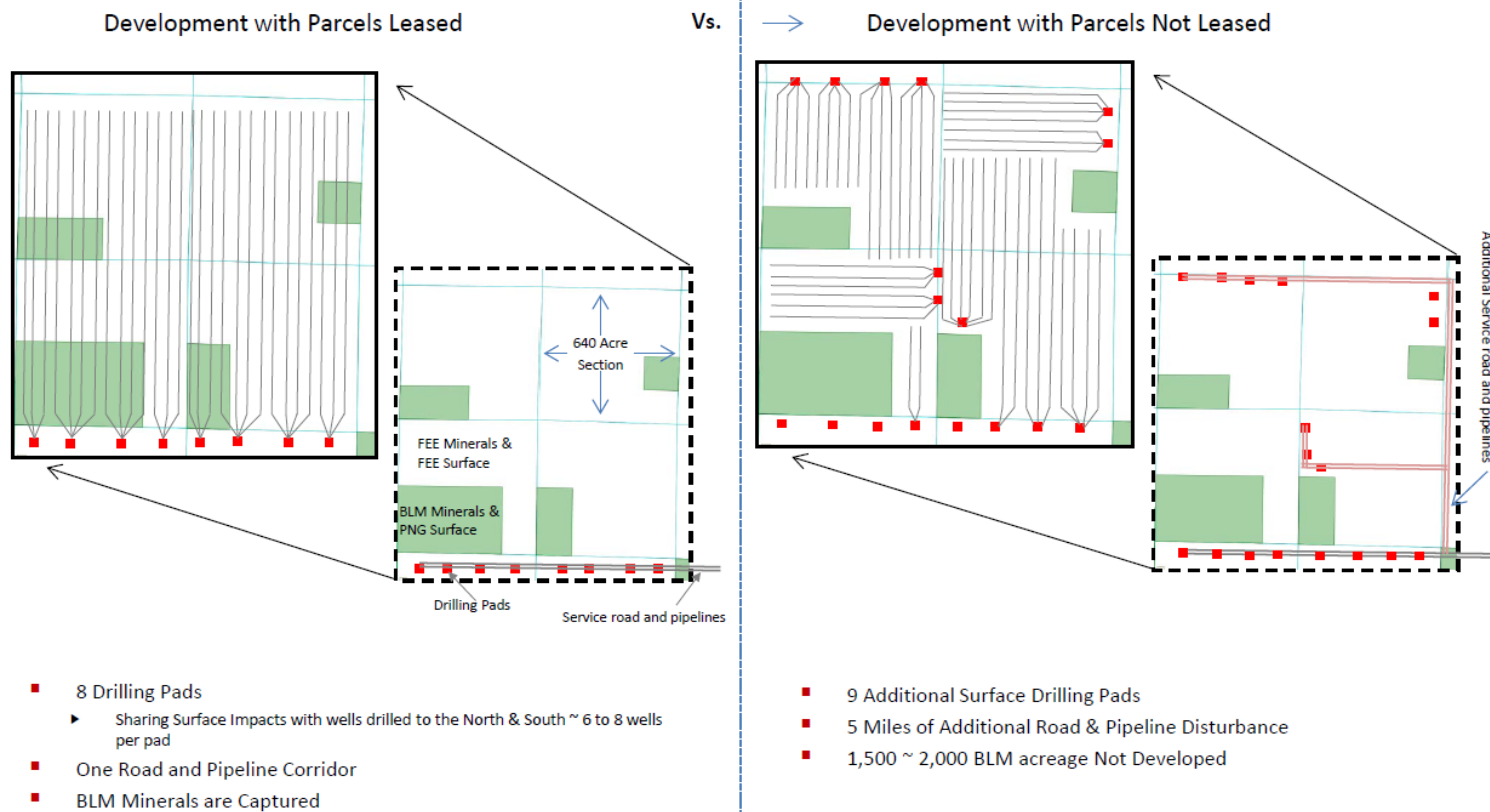 Development with Parcels Leased
Vs.
Development with Parcels Not Leased
640 Acre
Section
FEE Minerals &
FEE Surface
BLM Minerals &
PNG Surface
Drilling Pads
Service road and pipelines
Additional Service road and pipelines
8 Drilling Pads
Sharing Surface Impacts with wells drilled to the North & South ~ 6 to 8 wells
per pad
One Road and Pipeline Corridor
BLM Minerals are Captured
9 Additional Surface Drilling Pads
5 Miles of Additional Road & Pipeline Disturbance
1,500 ~ 2,000 BLM acreage Not Developed